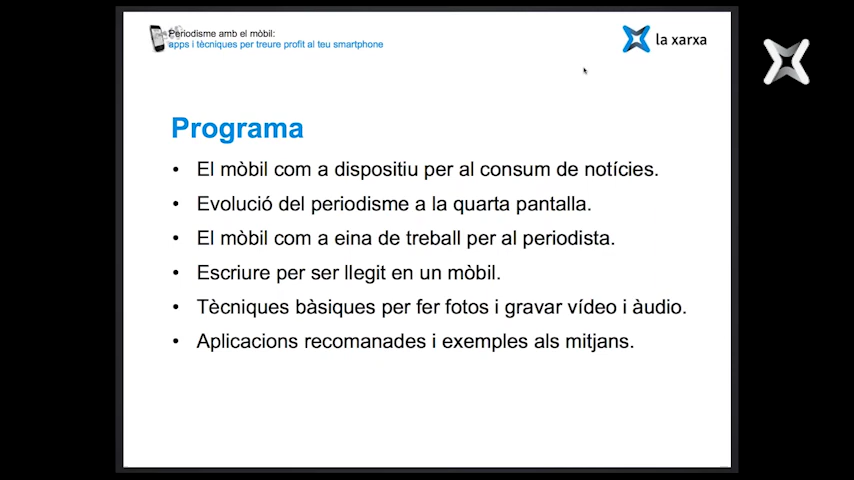 Periodisme amb el mòbil:
apps i tècniques per treure profit al teu smartphone
la xarxa
Programa
• El mòbil com a dispositiu per al consum de notícies.
• Evolució del periodisme a la quarta pantalla.
• El mòbil com a eina de treball per al periodista.
• Escriure per ser llegit en un mòbil.
• Tècniques bàsiques per fer fotos i gravar vídeo i àudio.
• Aplicacions recomanades i exemples als mitjans.